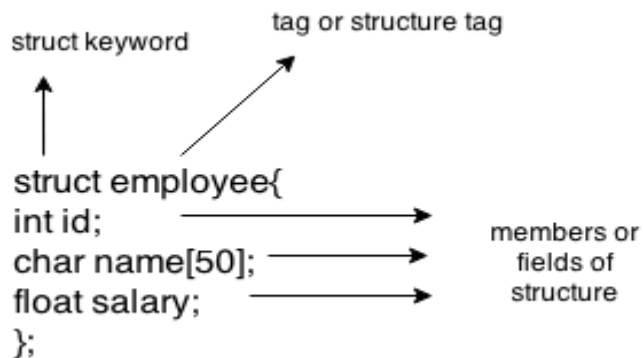 tag or structure tag
struct keyword
struct employee{
int id;
char name[50];
float salary;
};
members or
fields of
structure